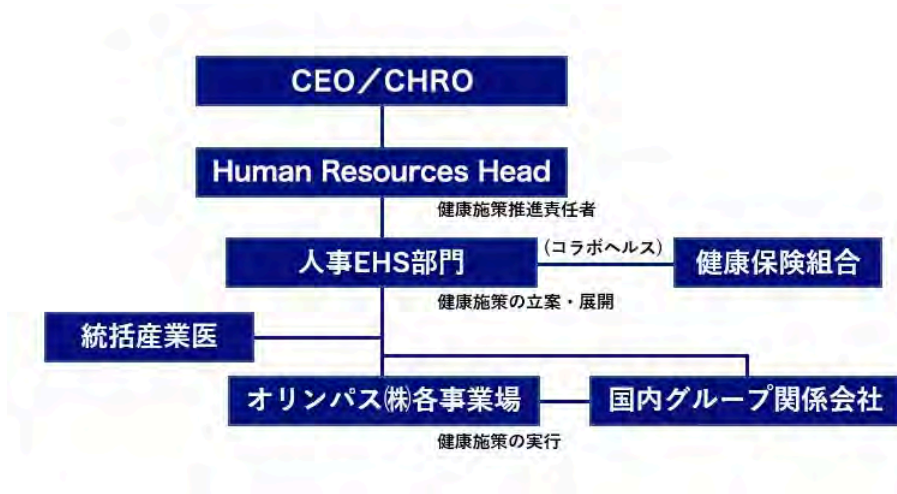 CEO／CHRO
Human Resources Head
健康施策推進責任者
人事EHS部門
(コラボヘルス)
健康保険組合
健康施策の立案・展開
統括産業医
オリンパス㈱各事業場
国内グループ関係会社
健康施策の実行